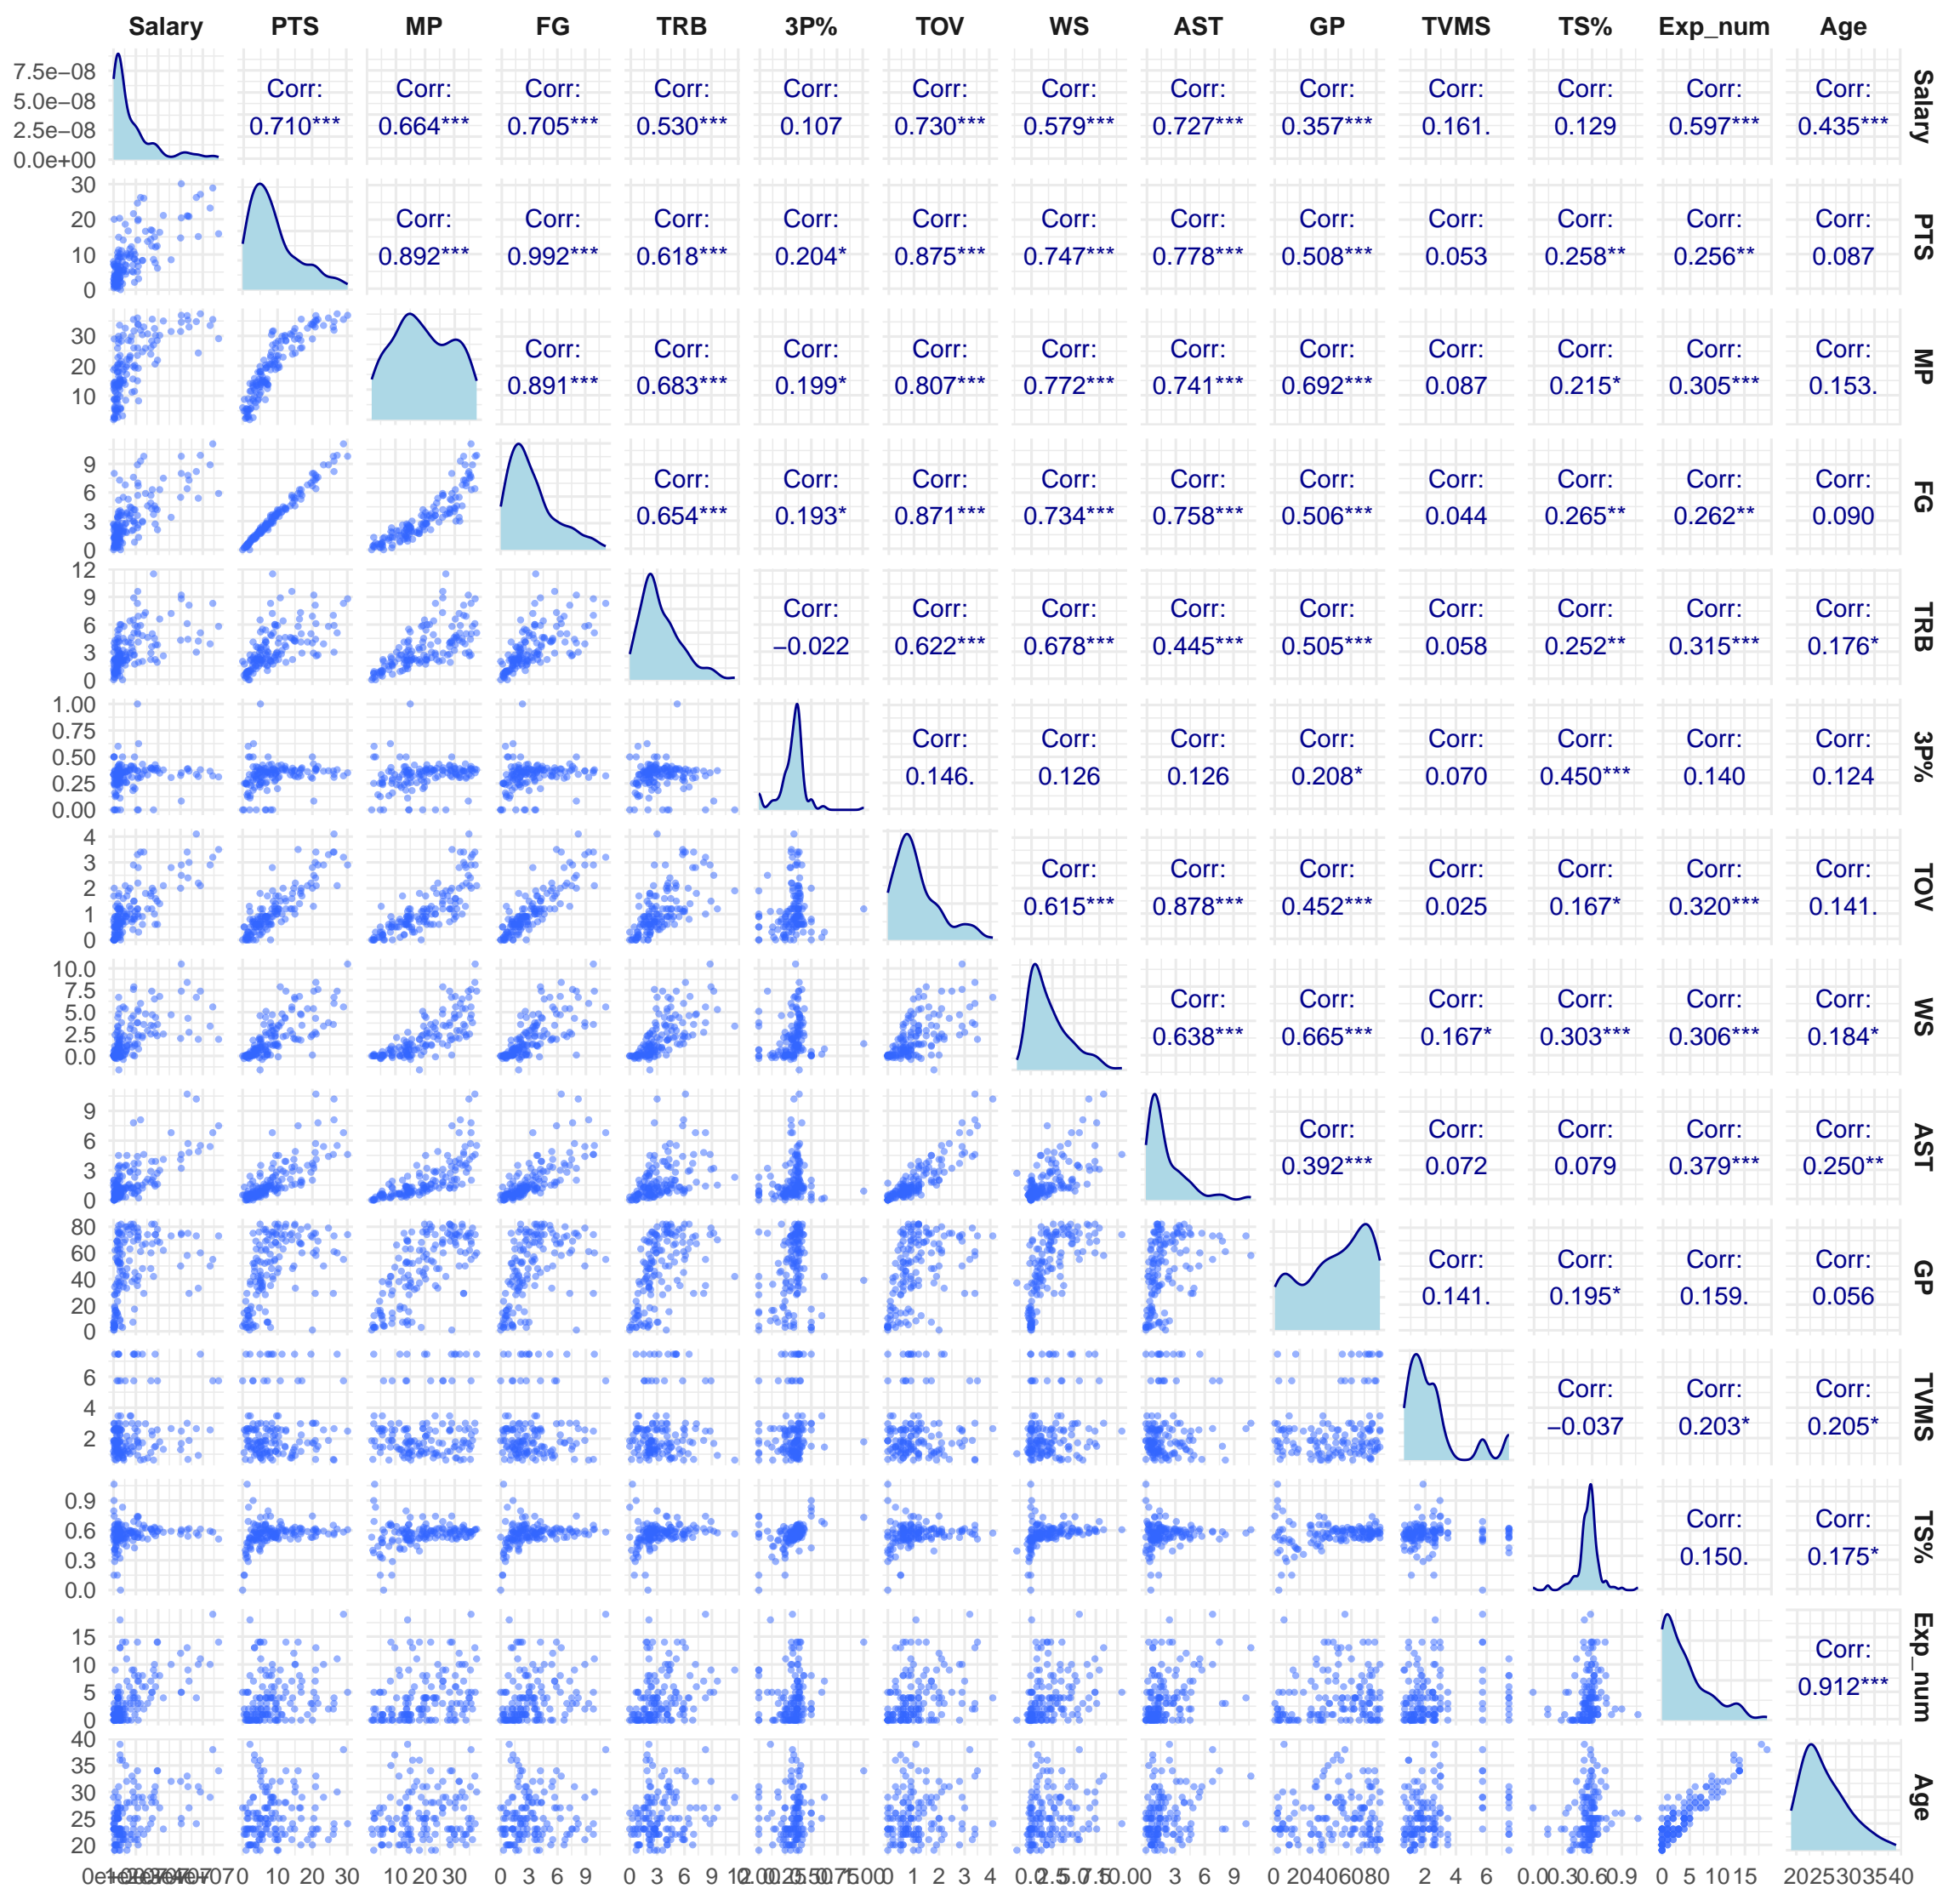 Salary PTS MP FG TRB 3P% TOV WS AST GP TVMS TS% Exp_num Age
7.5e−08
5.0e−08
2.5e−08
0.0e+00
Corr: Corr: Corr: Corr: Corr: Corr: Corr: Corr: Corr: Corr: Corr: Corr: Corr:
0.710*** 0.664*** 0.705*** 0.530*** 0.107 0.730*** 0.579*** 0.727*** 0.357*** 0.161. 0.129 0.597*** 0.435***
Salary
30
20
10
0
Corr: Corr: Corr: Corr: Corr: Corr: Corr: Corr: Corr: Corr: Corr: Corr:
0.892*** 0.992*** 0.618*** 0.204* 0.875*** 0.747*** 0.778*** 0.508*** 0.053 0.258** 0.256** 0.087
PTS
30
20
10
Corr: Corr: Corr: Corr: Corr: Corr: Corr: Corr: Corr: Corr: Corr:
0.891*** 0.683*** 0.199* 0.807*** 0.772*** 0.741*** 0.692*** 0.087 0.215* 0.305*** 0.153.
MP
9
6
3
0
Corr: Corr: Corr: Corr: Corr: Corr: Corr: Corr: Corr: Corr:
0.654*** 0.193* 0.871*** 0.734*** 0.758*** 0.506*** 0.044 0.265** 0.262** 0.090
FG
12
9
6
3
0
Corr: Corr: Corr: Corr: Corr: Corr: Corr: Corr: Corr:
−0.022 0.622*** 0.678*** 0.445*** 0.505*** 0.058 0.252** 0.315*** 0.176*
TRB
1.00
0.75
0.50
0.25
0.00
Corr: Corr: Corr: Corr: Corr: Corr: Corr: Corr:
0.146. 0.126 0.126 0.208* 0.070 0.450*** 0.140 0.124
3P%
4
3
2
1
0
Corr: Corr: Corr: Corr: Corr: Corr: Corr:
0.615*** 0.878*** 0.452*** 0.025 0.167* 0.320*** 0.141.
TOV
10.0
7.5
5.0
2.5
0.0
Corr: Corr: Corr: Corr: Corr: Corr:
0.638*** 0.665*** 0.167* 0.303*** 0.306*** 0.184*
WS
9
6
3
0
Corr: Corr: Corr: Corr: Corr:
0.392*** 0.072 0.079 0.379*** 0.250**
AST
80
60
40
20
0
Corr: Corr: Corr: Corr:
0.141. 0.195* 0.159. 0.056
GP
6
4
2
Corr: Corr: Corr:
−0.037 0.203* 0.205*
TVMS
0.9
0.6
0.3
0.0
Corr: Corr:
0.150. 0.175*
TS%
15
10
5
0
Corr:
0.912***
Exp_num
40
35
30
25
20
Age
0 10 20 30 10 20 30 0 3 6 9 0 3 6 9 0 1 2 3 4 0 3 6 9 0 20 40 60 80 2 4 6 0.0 0.3 0.6 0.9 0 5 10 15 20 25 30 35 40